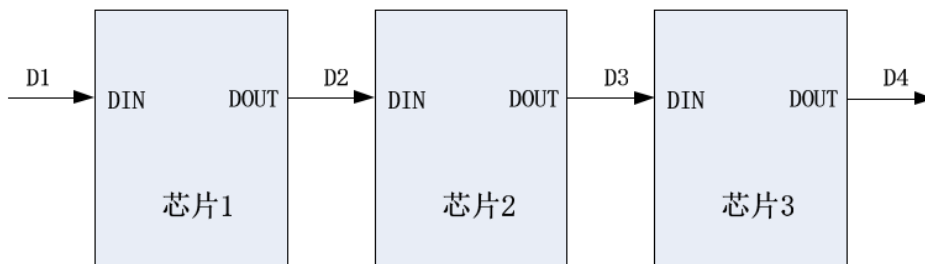 D1 D2 D3 D4
DIN DOUT DIN DOUT DIN DOUT
芯片1 芯片2 芯片3